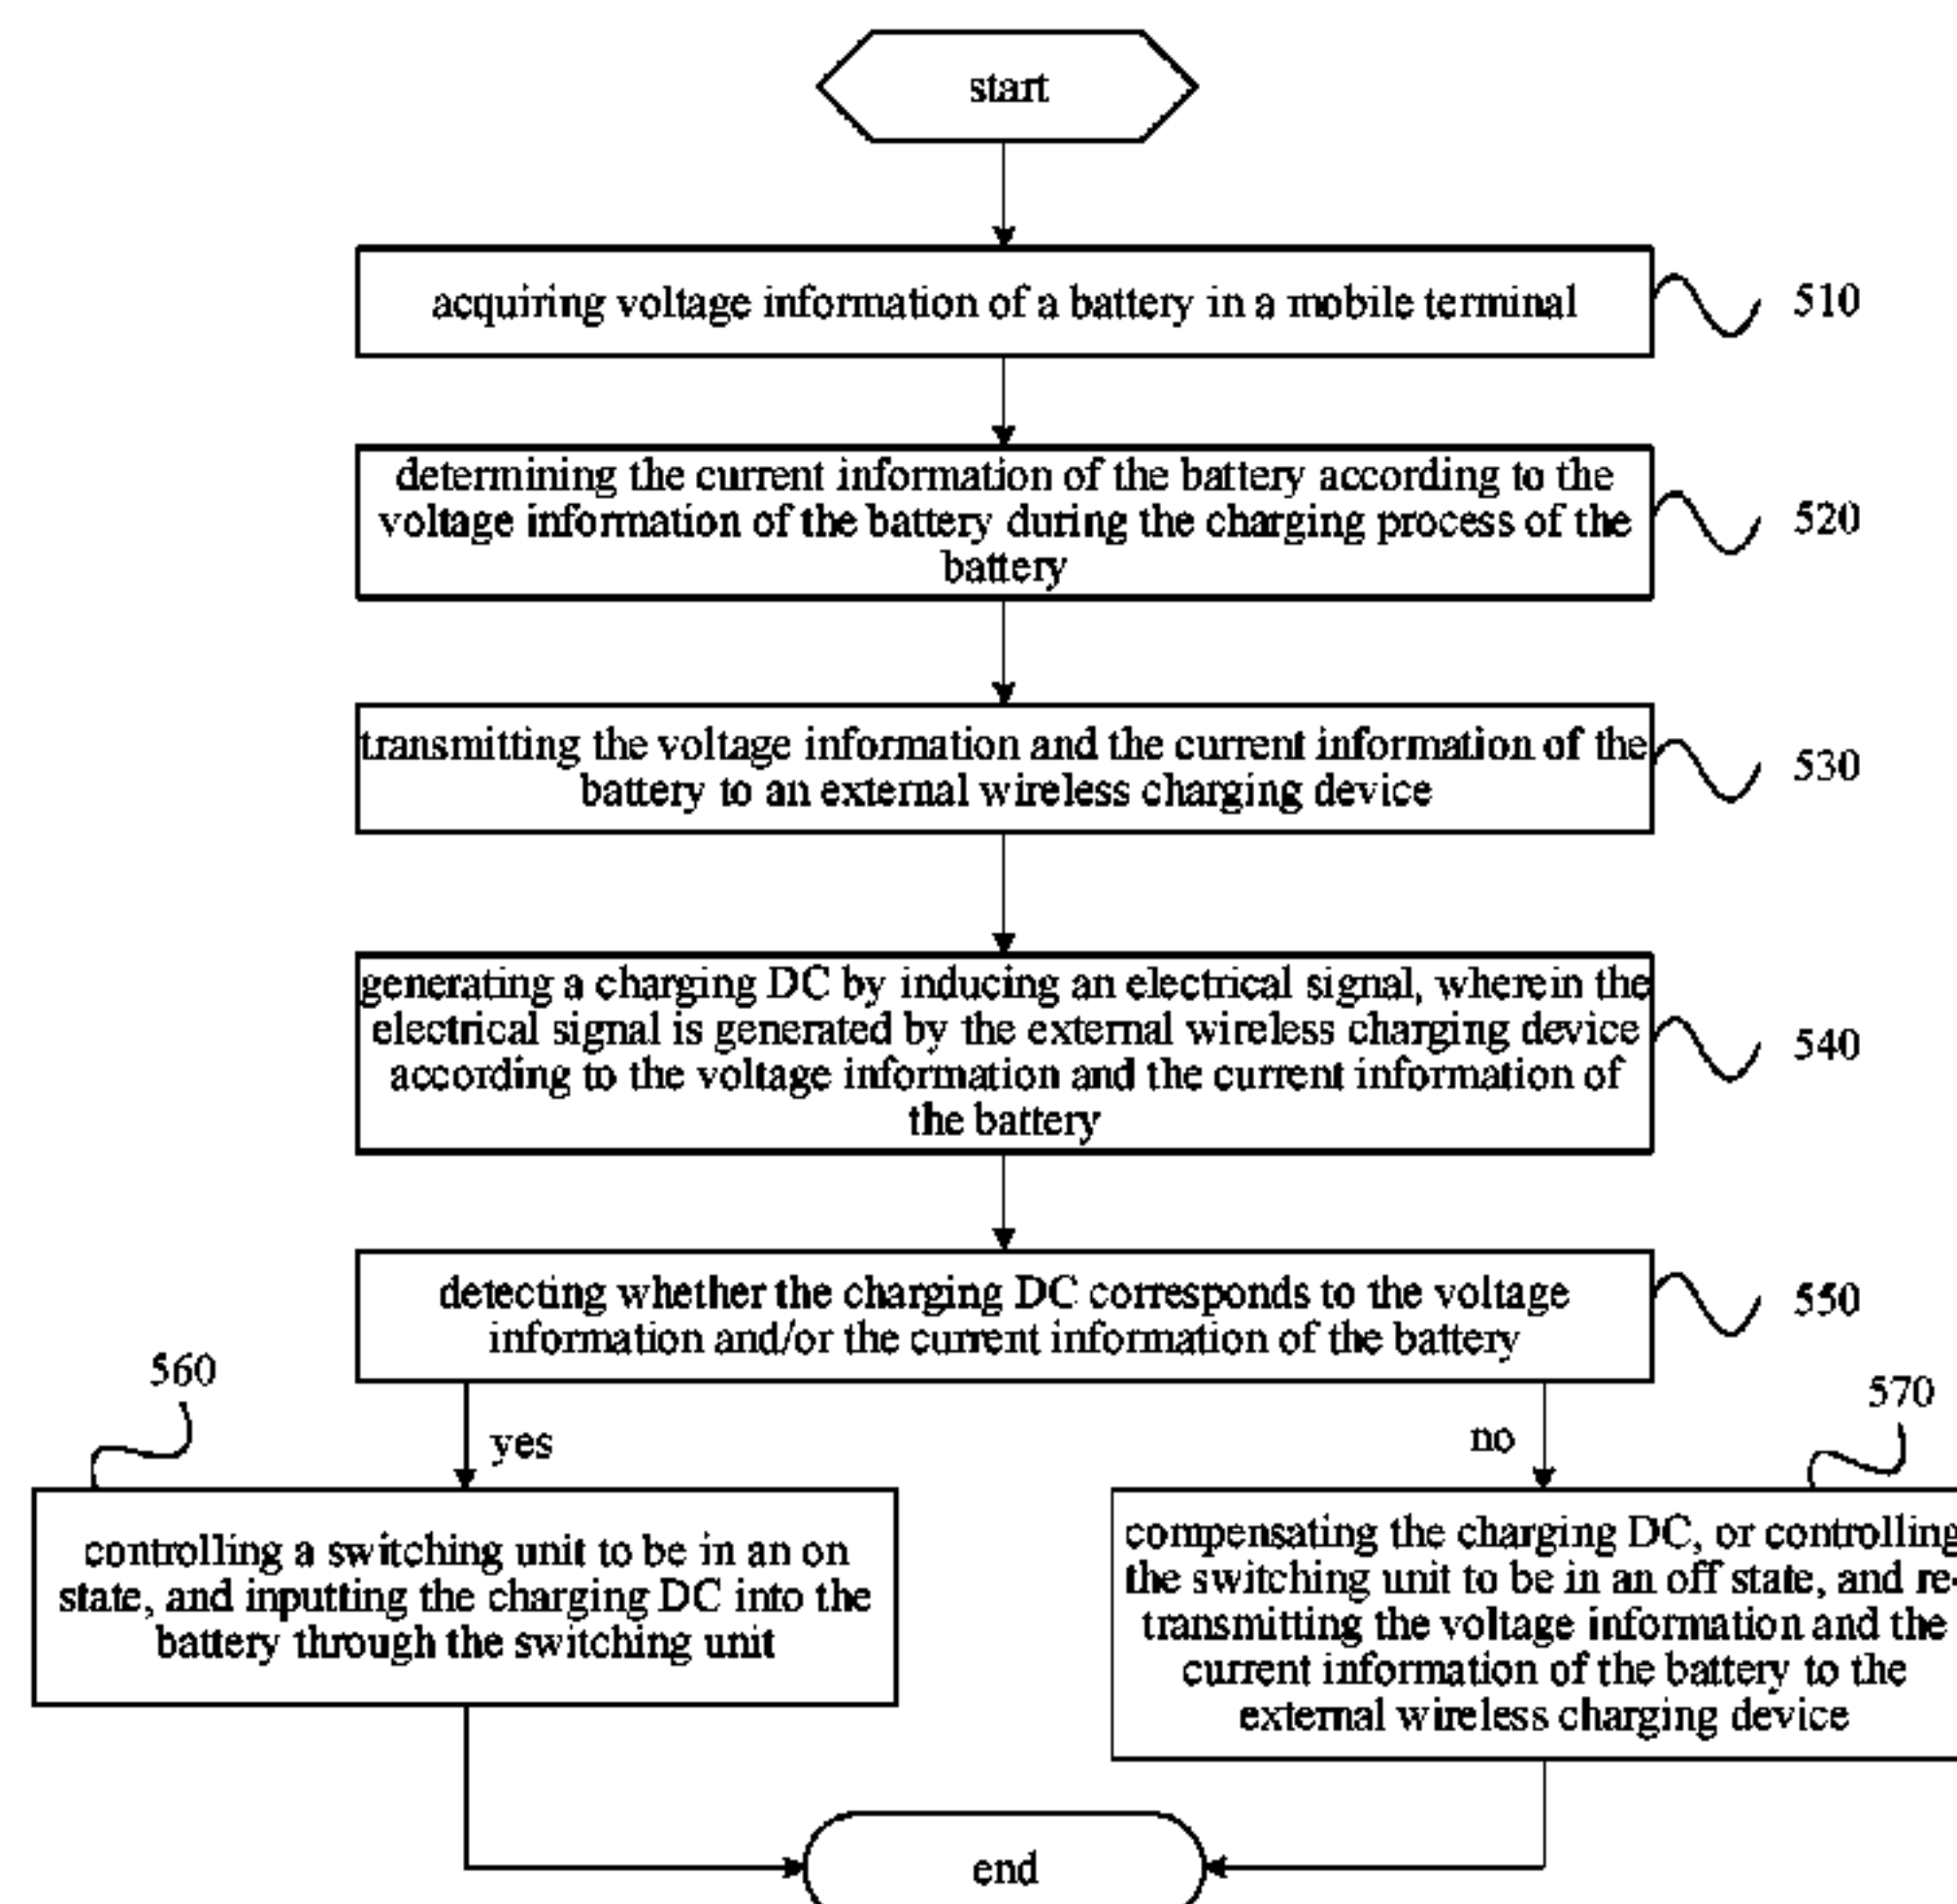 start
acquiring voltage information of a battery in a mobile terminal
510
determining the current information of the battery according to the
voltage information of the battery during the charging process of the
battery
520
transmitting the voltage information and the current information of the
battery to an external wireless charging device
530
generating a charging DC by inducing an electrical signal, wherein the
electrical signal is generated by the external wireless charging device
according to the voltage information and the current information of
the battery
540
detecting whether the charging DC corresponds to the voltage
information and/or the current information of the battery
550
560
yes
no
570
controlling a switching unit to be in an on
state, and inputting the charging DC into the
battery through the switching unit
compensating the charging DC, or controlling
the switching unit to be in an off state, and re-
transmitting the voltage information and the
current information of the battery to the
external wireless charging device
end